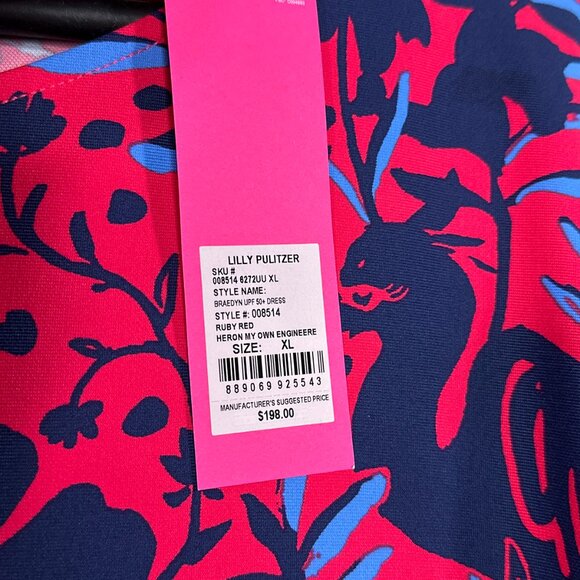 LILLY PULITZER
SKU #
008514 6272UU XL
STYLE NAME:
BRAEDYN UPF 50+ DRESS
STYLE #: 008514
RUBY RED
HERON MY OWN ENGINEERE
SIZE: XL
889069 925543
MANUFACTURER'S SUGGESTED PRICE
$198.00